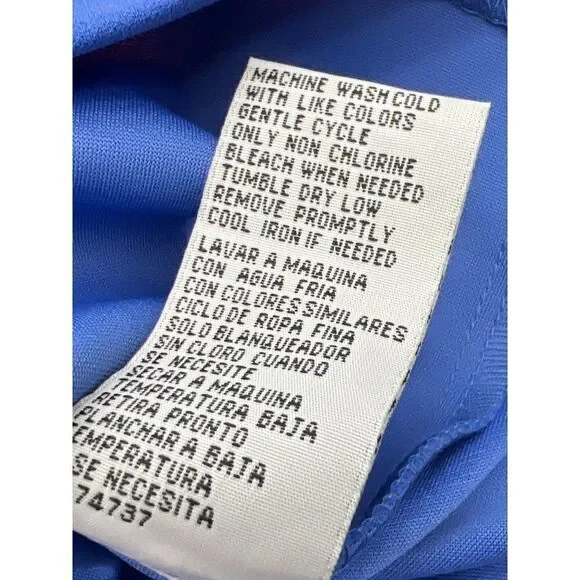 MACHINE WASH COLD
WITH LIKE COLORS
GENTLE CYCLE
ONLY NON CHLORINE
BLEACH WHEN NEEDED
TUMBLE DRY LOW
REMOVE PROMPTLY
COOL IRON IF NEEDED
LAVAR A MAQUINA
CON AGUA FRIA
CON COLORES SIMILARES
CICLO DE ROPA FINA
SOLO BLANQUEADOR
SIN CLORO CUANDO
SE NECESITE
SECAR A MAQUINA
TEMPERATURA BAJA
RETIRA PRONTO
PLANCHAR A BAJA
TEMPERATURA
SE NECESITA
74737